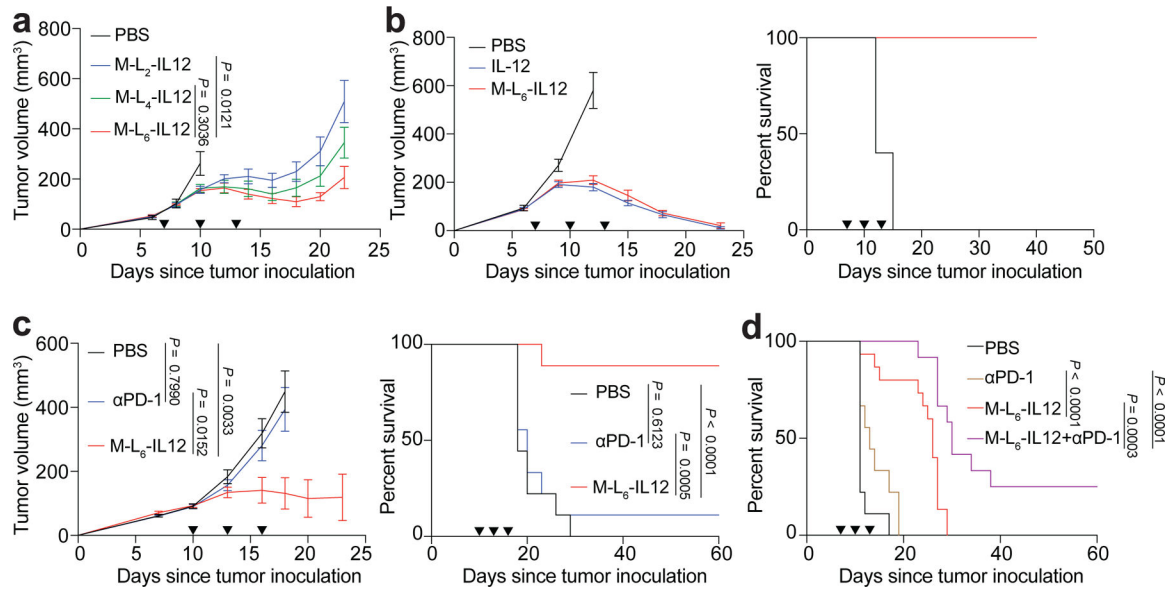 a
Tumor volume (mm³)
800
600
400
200
0
0 5 10 15 20 25
Days since tumor inoculation
PBS
M-L₂-IL12
M-L₄-IL12
M-L₆-IL12
P = 0.3036
P = 0.0121
b
Tumor volume (mm³)
800
600
400
200
0
0 5 10 15 20 25
Days since tumor inoculation
PBS
IL-12
M-L₆-IL12
Percent survival
100
50
0
0 10 20 30 40 50
Days since tumor inoculation
c
Tumor volume (mm³)
600
400
200
0
0 5 10 15 20 25
Days since tumor inoculation
PBS
αPD-1
M-L₆-IL12
P = 0.7990
P = 0.0152
P = 0.0033
Percent survival
100
50
0
0 20 40 60
Days since tumor inoculation
PBS
αPD-1
M-L₆-IL12
P = 0.6123
P = 0.0005
P < 0.0001
d
Percent survival
100
50
0
0 20 40 60
Days since tumor inoculation
PBS
αPD-1
M-L₆-IL12
M-L₆-IL12+αPD-1
P < 0.0001
P = 0.0003
P < 0.0001